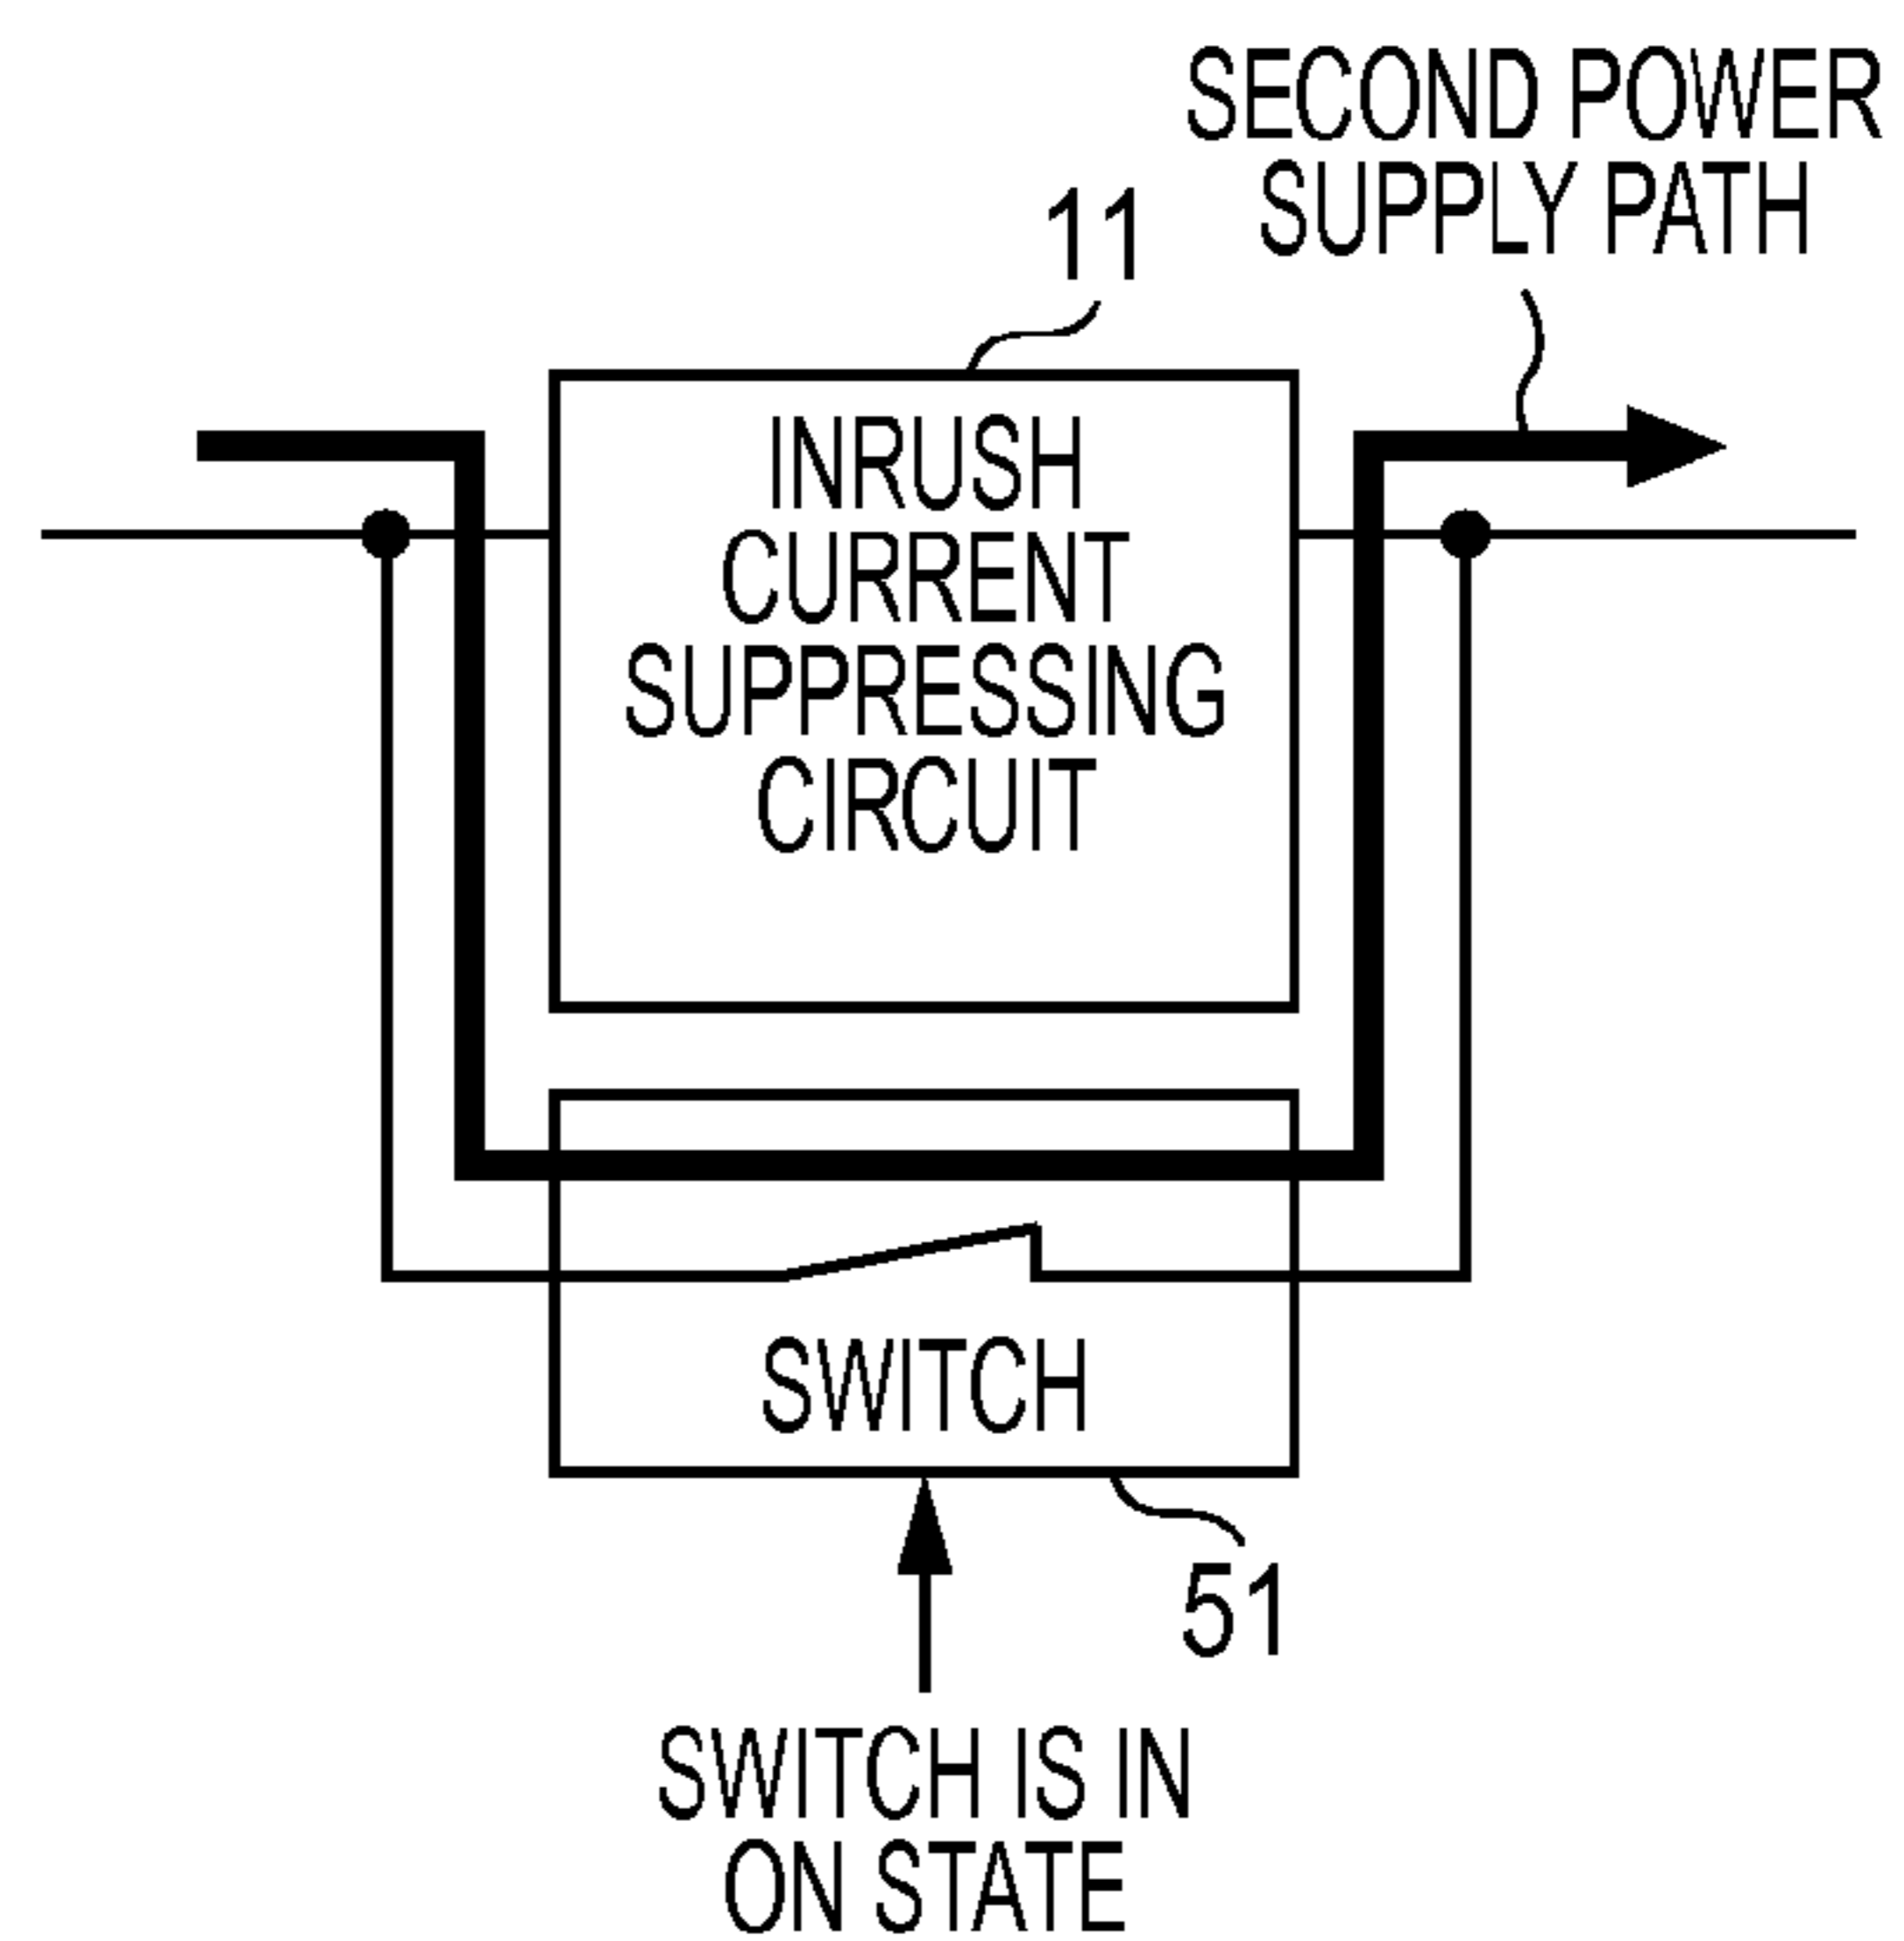 SECOND POWER
SUPPLY PATH
11
INRUSH
CURRENT
SUPPRESSING
CIRCUIT
SWITCH
51
SWITCH IS IN
ON STATE